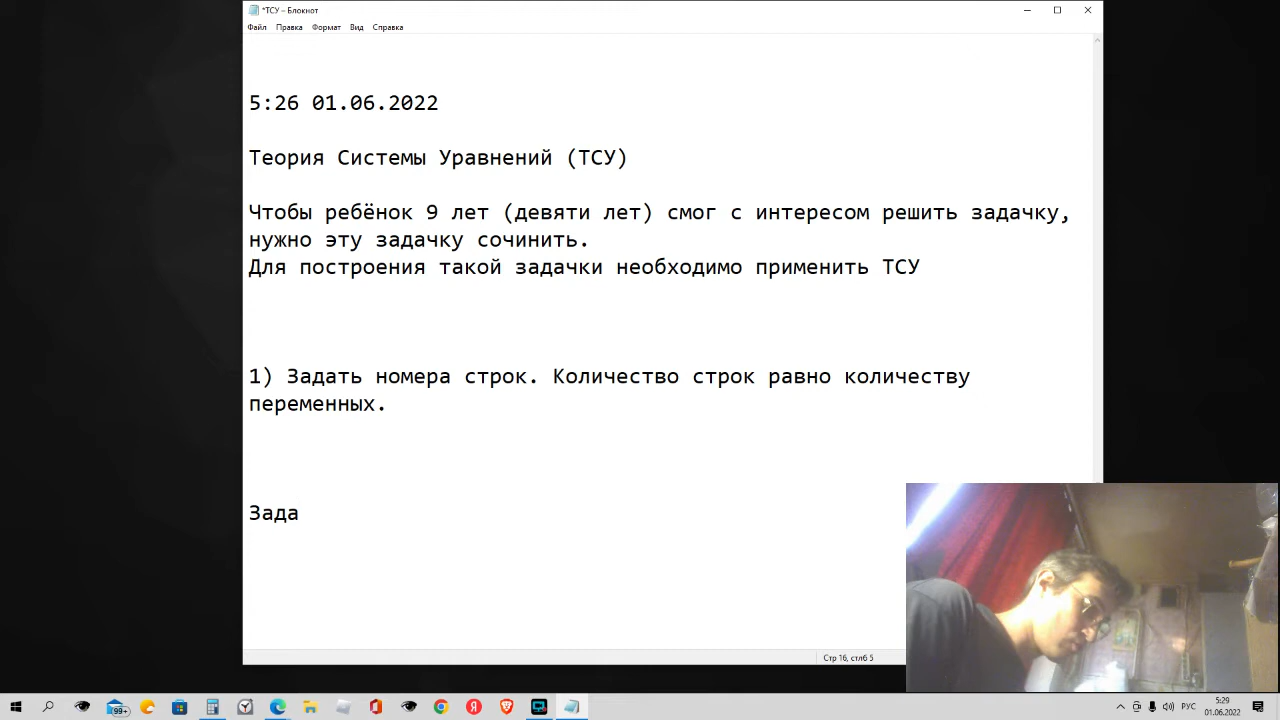 *ТСУ – Блокнот
Файл Правка Формат Вид Справка
5:26 01.06.2022
Теория Системы Уравнений (ТСУ)
Чтобы ребёнок 9 лет (девяти лет) смог с интересом решить задачку,
нужно эту задачку сочинить.
Для построения такой задачки необходимо применить ТСУ
1) Задать номера строк. Количество строк равно количеству
переменных.
Зада
Стр 16, стлб 5
99+
РУС
5:29
01.06.2022